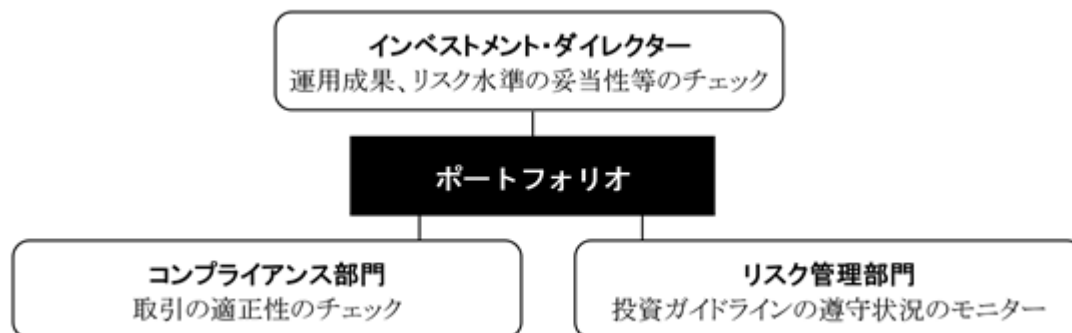 インベストメント・ダイレクター
運用成果、リスク水準の妥当性等のチェック
ポートフォリオ
コンプライアンス部門
取引の適正性のチェック
リスク管理部門
投資ガイドラインの遵守状況のモニター